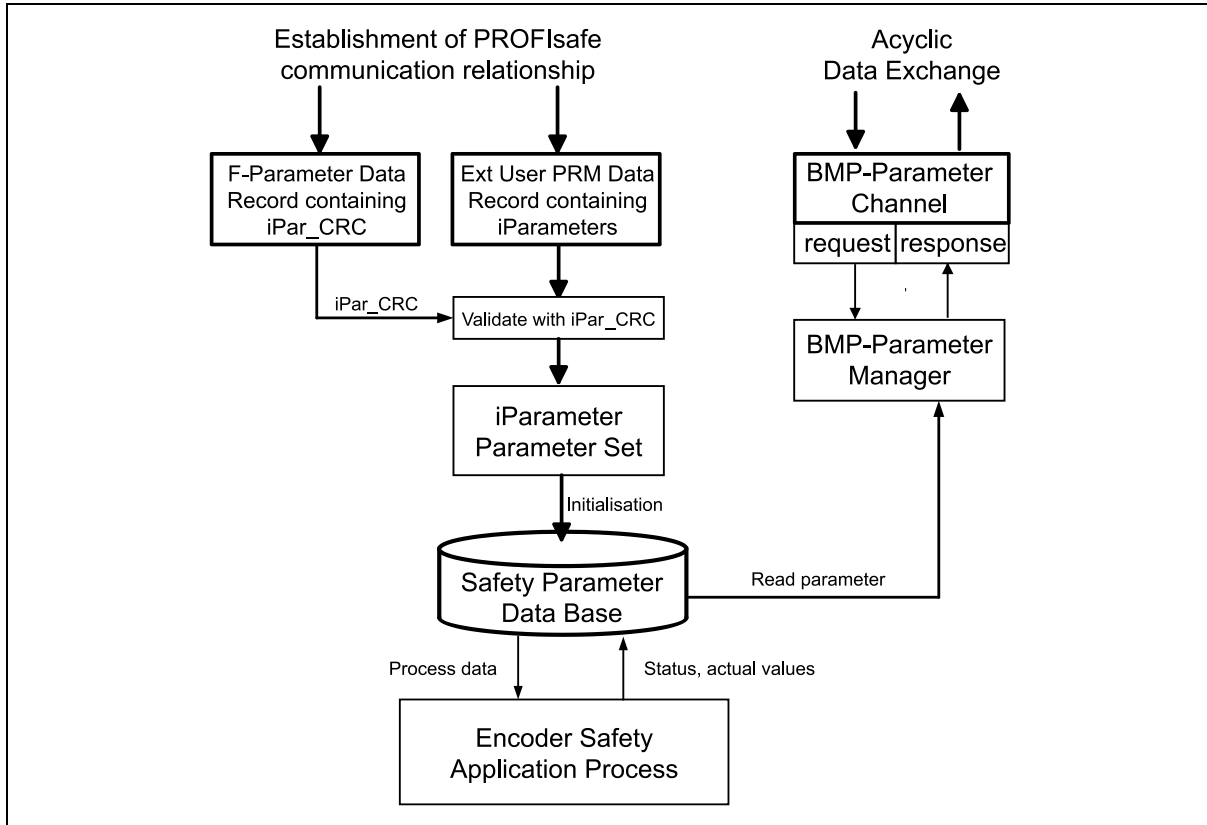 Establishment of PROFIsafe
communication relationship
Acyclic
Data Exchange
F-Parameter Data
Record containing
iPar_CRC
Ext User PRM Data
Record containing
iParameters
BMP-Parameter
Channel
request
response
iPar_CRC
Validate with iPar_CRC
BMP-Parameter
Manager
iParameter
Parameter Set
Initialisation
Safety Parameter
Data Base
Read parameter
Process data
Status, actual values
Encoder Safety
Application Process